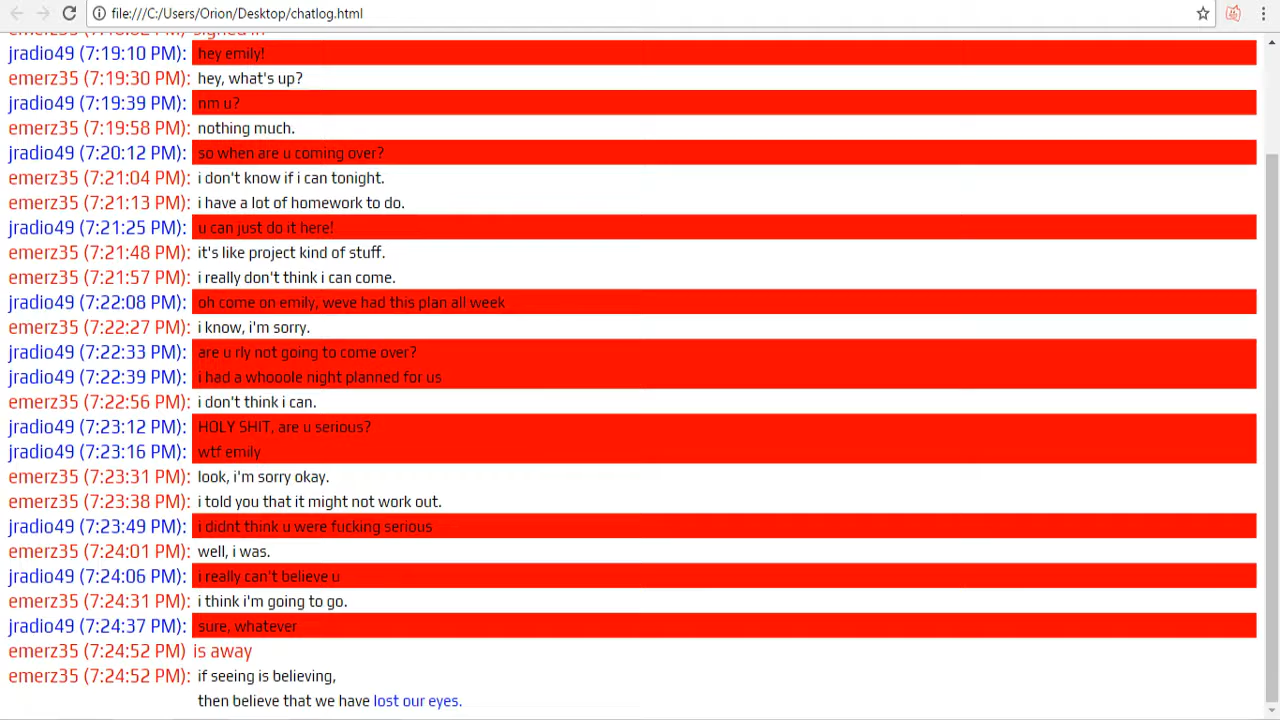 file:///C:/Users/Orion/Desktop/chatlog.html
jradio49 (7:19:10 PM): hey emily!
emerz35 (7:19:30 PM): hey, what's up?
jradio49 (7:19:39 PM): nm u?
emerz35 (7:19:58 PM): nothing much.
jradio49 (7:20:12 PM): so when are u coming over?
emerz35 (7:21:04 PM): i don't know if i can tonight.
emerz35 (7:21:13 PM): i have a lot of homework to do.
jradio49 (7:21:25 PM): u can just do it here!
emerz35 (7:21:48 PM): it's like project kind of stuff.
emerz35 (7:21:57 PM): i really don't think i can come.
jradio49 (7:22:08 PM): oh come on emily, weve had this plan all week
emerz35 (7:22:27 PM): i know, i'm sorry.
jradio49 (7:22:33 PM): are u rly not going to come over?
jradio49 (7:22:39 PM): i had a whooole night planned for us
emerz35 (7:22:56 PM): i don't think i can.
jradio49 (7:23:12 PM): HOLY SHIT, are u serious?
jradio49 (7:23:16 PM): wtf emily
emerz35 (7:23:31 PM): look, i'm sorry okay.
emerz35 (7:23:38 PM): i told you that it might not work out.
jradio49 (7:23:49 PM): i didnt think u were fucking serious
emerz35 (7:24:01 PM): well, i was.
jradio49 (7:24:06 PM): i really can't believe u
emerz35 (7:24:31 PM): i think i'm going to go.
jradio49 (7:24:37 PM): sure, whatever
emerz35 (7:24:52 PM) is away
emerz35 (7:24:52 PM): if seeing is believing,
then believe that we have lost our eyes.